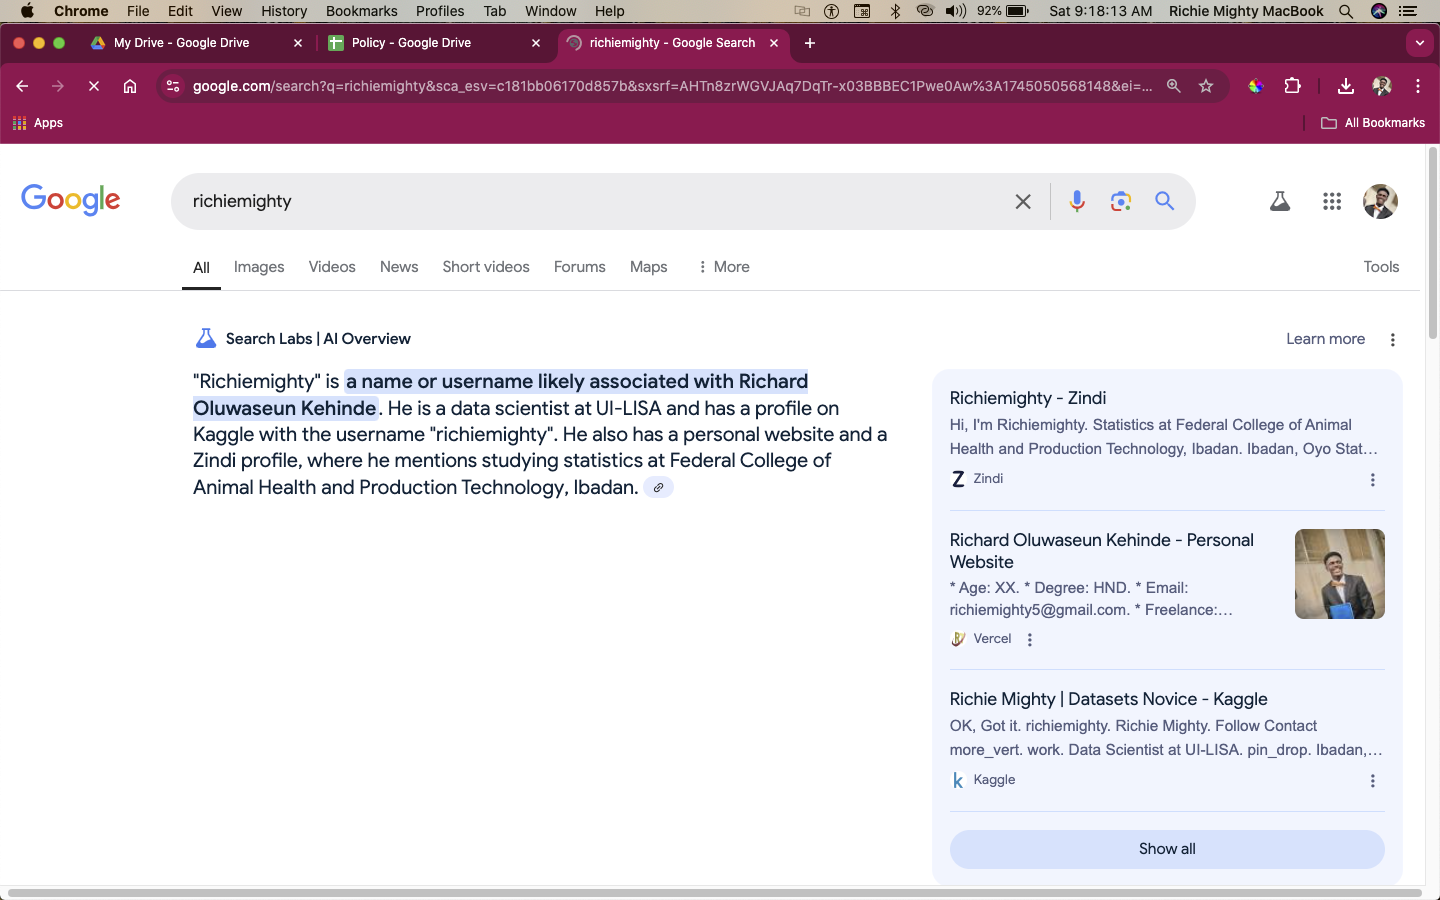 Chrome File Edit View History Bookmarks Profiles Tab Window Help 92% Sat 9:18:13 AM Richie Mighty MacBook
My Drive - Google Drive Policy - Google Drive richiemighty - Google Search
google.com/search?q=richiemighty&sca_esv=c181bb06170d857b&sxsrf=AHTn8zrWGVJAq7DqTr-x03BBBEC1Pwe0Aw%3A1745050568148&ei=...
Apps All Bookmarks
Google richiemighty
All Images Videos News Short videos Forums Maps More Tools
Search Labs | AI Overview Learn more
"Richiemighty" is a name or username likely associated with Richard
Oluwaseun Kehinde. He is a data scientist at UI-LISA and has a profile on
Kaggle with the username "richiemighty". He also has a personal website and a
Zindi profile, where he mentions studying statistics at Federal College of
Animal Health and Production Technology, Ibadan.
Richiemighty - Zindi
Hi, I'm Richiemighty. Statistics at Federal College of Animal
Health and Production Technology, Ibadan. Ibadan, Oyo Stat...
Z Zindi
Richard Oluwaseun Kehinde - Personal
Website
* Age: XX. * Degree: HND. * Email:
richiemighty5@gmail.com. * Freelance:...
Vercel
Richie Mighty | Datasets Novice - Kaggle
OK, Got it. richiemighty. Richie Mighty. Follow Contact
more_vert. work. Data Scientist at UI-LISA. pin_drop. Ibadan,...
k Kaggle
Show all